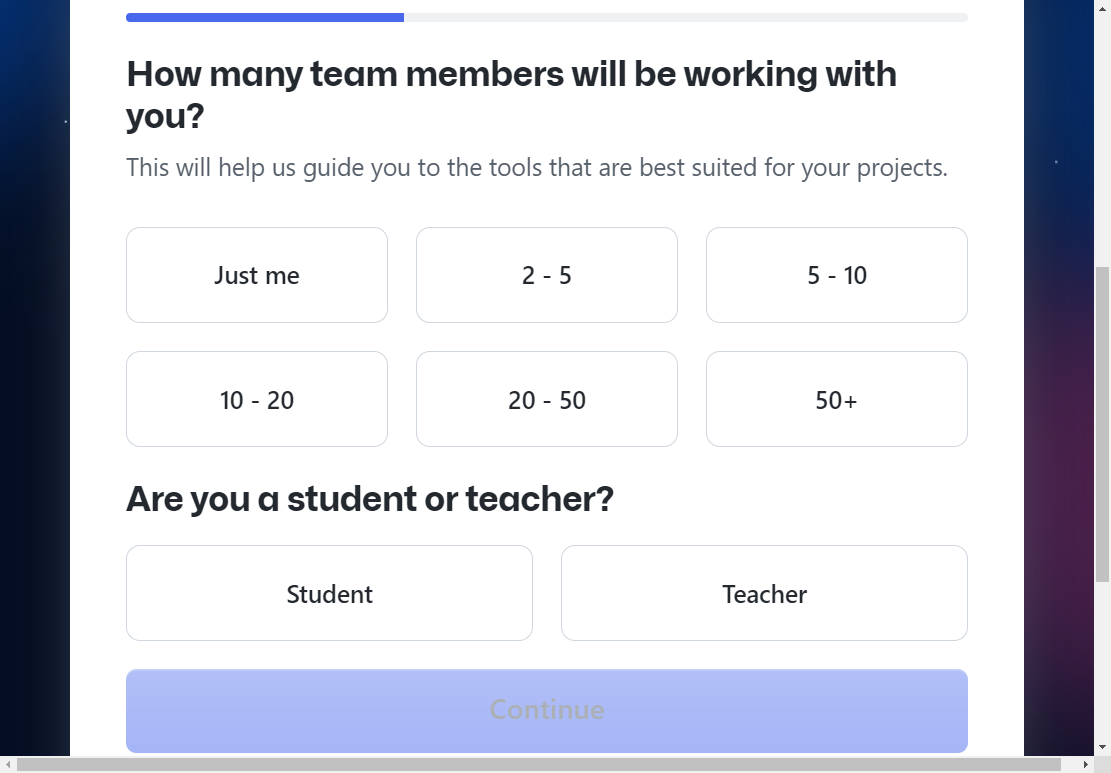 How many team members will be working with
you?
This will help us guide you to the tools that are best suited for your projects.
Just me
2 - 5
5 - 10
10 - 20
20 - 50
50+
Are you a student or teacher?
Student
Teacher
Continue